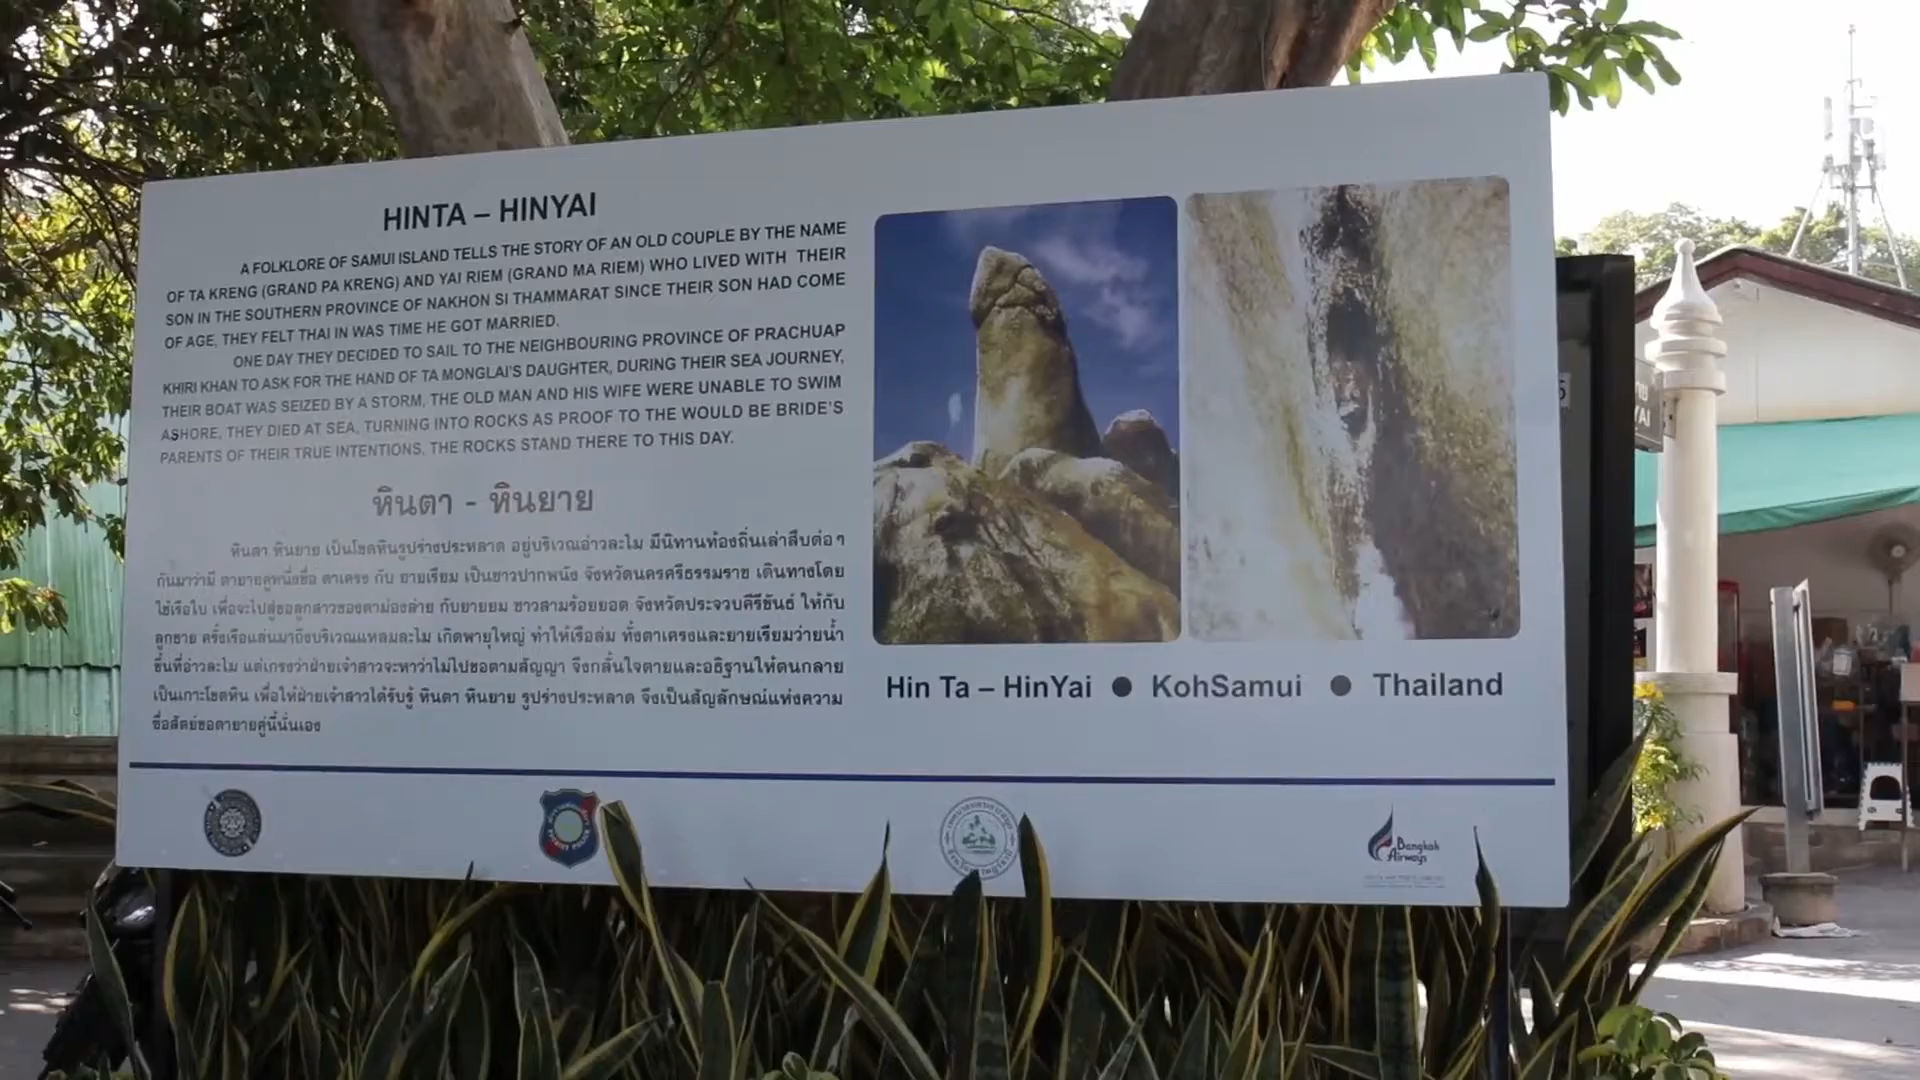 HINTA – HINYAI
A FOLKLORE OF SAMUI ISLAND TELLS THE STORY OF AN OLD COUPLE BY THE NAME
OF TA KRENG (GRAND PA KRENG) AND YAI RIEM (GRAND MA RIEM) WHO LIVED WITH THEIR
SON IN THE SOUTHERN PROVINCE OF NAKHON SI THAMMARAT SINCE THEIR SON HAD COME
OF AGE, THEY FELT THAI IN WAS TIME HE GOT MARRIED.
ONE DAY THEY DECIDED TO SAIL TO THE NEIGHBOURING PROVINCE OF PRACHUAP
KHIRI KHAN TO ASK FOR THE HAND OF TA MONGLAI'S DAUGHTER, DURING THEIR SEA JOURNEY,
THEIR BOAT WAS SEIZED BY A STORM, THE OLD MAN AND HIS WIFE WERE UNABLE TO SWIM
ASHORE, THEY DIED AT SEA, TURNING INTO ROCKS AS PROOF TO THE WOULD BE BRIDE'S
PARENTS OF THEIR TRUE INTENTIONS, THE ROCKS STAND THERE TO THIS DAY.
หินตา - หินยาย
หินตา หินยาย เป็นโขดหินรูปร่างประหลาด อยู่บริเวณอ่าวละไม มีนิทานท้องถิ่นเล่าสืบต่อๆ
กันมาว่ามี ตายายคู่หนึ่งชื่อ ตาเครง กับ ยายเรียม เป็นชาวปากพนัง จังหวัดนครศรีธรรมราช เดินทางโดย
ใช้เรือใบ เพื่อจะไปสู่ขอลูกสาวของตาม่องล่าย กับยายยม ชาวสามร้อยยอด จังหวัดประจวบคีรีขันธ์ ให้กับ
ลูกชาย ครั้งเรือแล่นมาถึงบริเวณแหลมละไม เกิดพายุใหญ่ ทำให้เรือล่ม ทั้งตาเครงและยายเรียมว่ายน้ำ
ขึ้นที่อ่าวละไม แต่เกรงว่าฝ่ายเจ้าสาวจะหาว่าไม่ไปขอตามสัญญา จึงกลั้นใจตายและอธิฐานให้ตนกลาย
เป็นเกาะโขดหิน เพื่อให้ฝ่ายเจ้าสาวได้รับรู้ หินตา หินยาย รูปร่างประหลาด จึงเป็นสัญลักษณ์แห่งความ
ซื่อสัตย์ของตายายคู่นี้นั่นเอง
Hin Ta – HinYai ● KohSamui ● Thailand
Bangkok
Airways